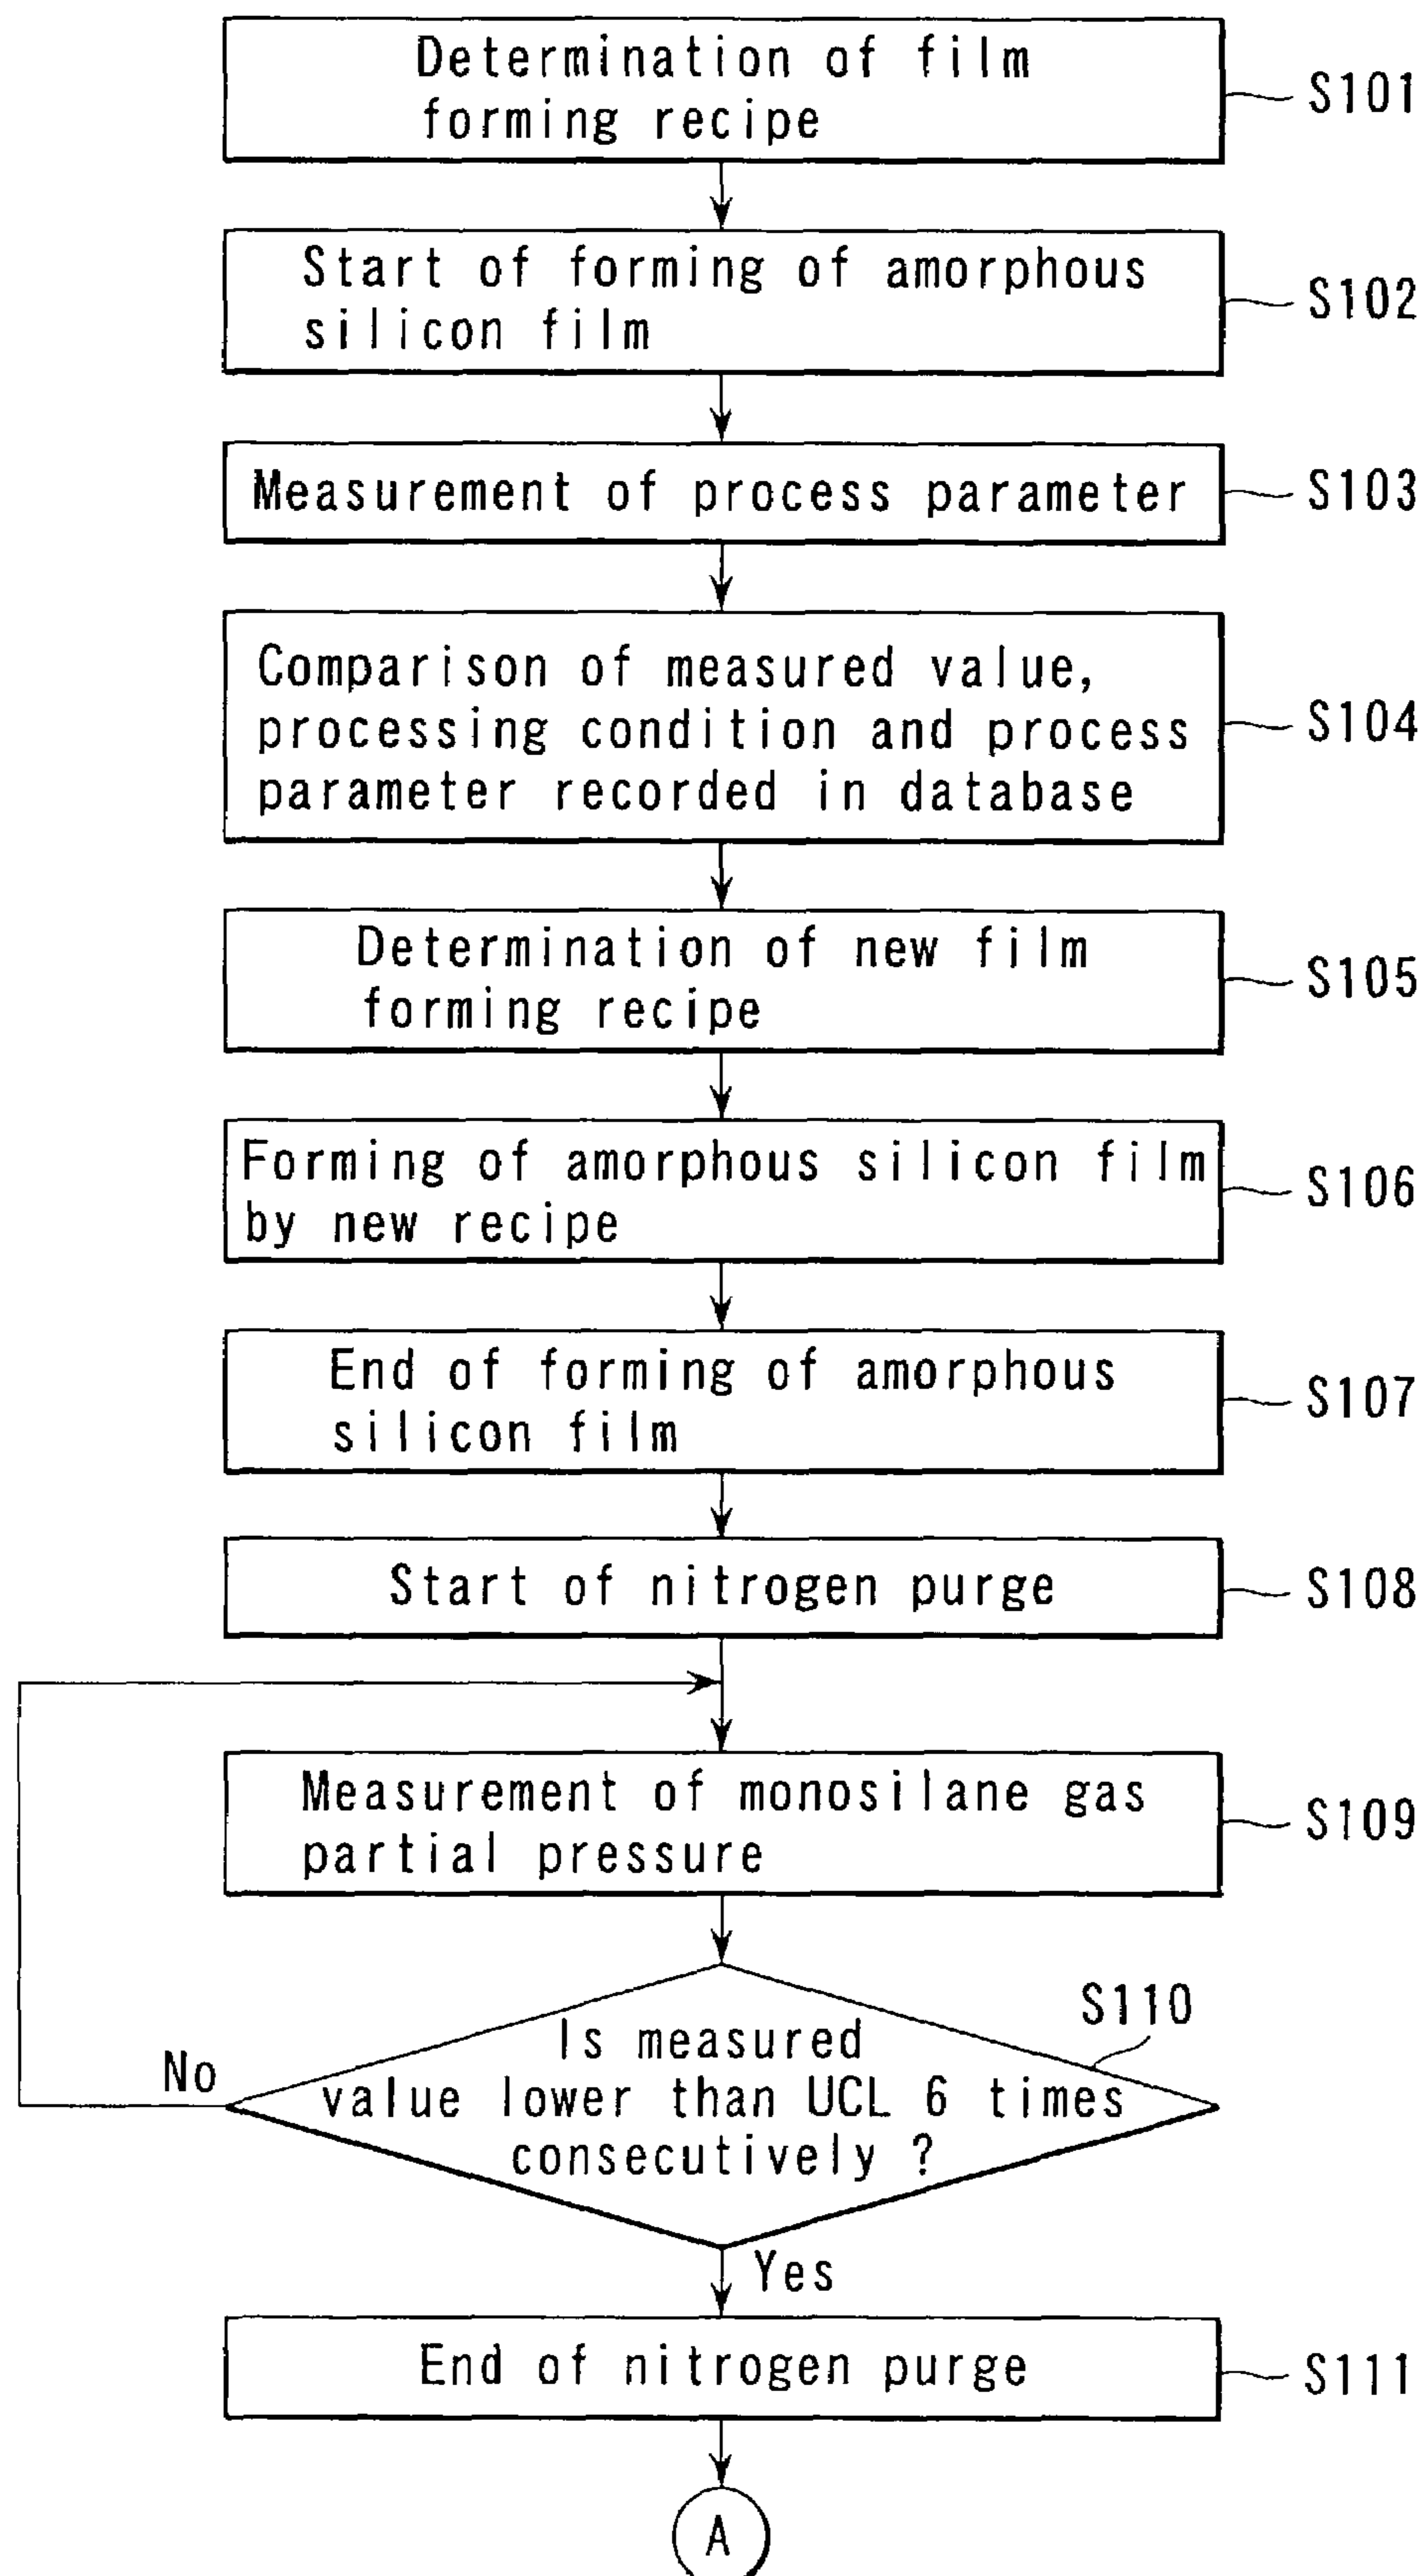 Determination of film
forming recipe
S101
Start of forming of amorphous
silicon film
S102
Measurement of process parameter
S103
Comparison of measured value,
processing condition and process
parameter recorded in database
S104
Determination of new film
forming recipe
S105
Forming of amorphous silicon film
by new recipe
S106
End of forming of amorphous
silicon film
S107
Start of nitrogen purge
S108
Measurement of monosilane gas
partial pressure
S109
S110
Is measured
value lower than UCL 6 times
consecutively ?
No
Yes
End of nitrogen purge
S111
A